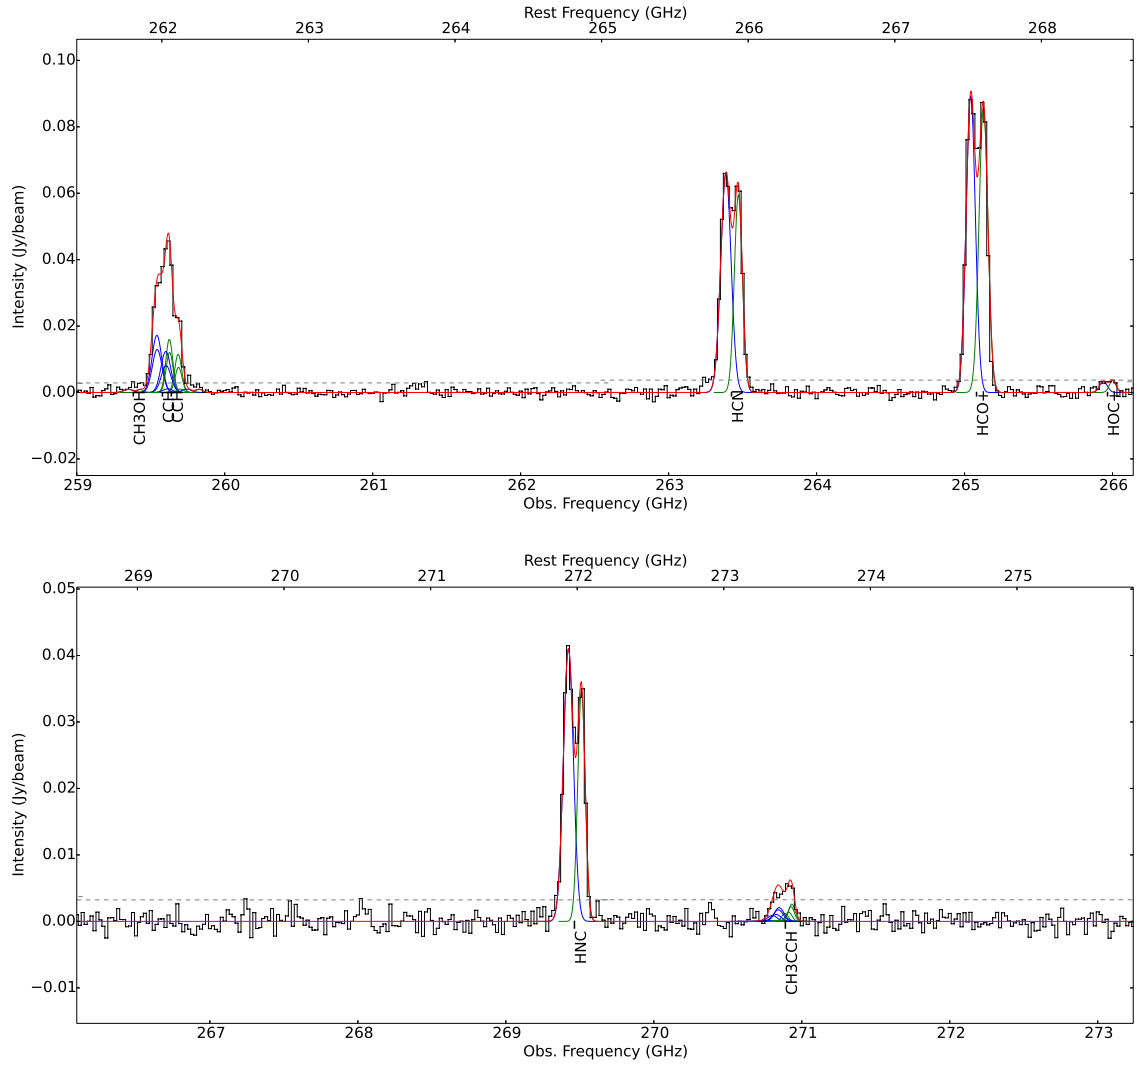 Rest Frequency (GHz)
262 263 264 265 266 267 268
0.10
0.08
0.06
0.04
0.02
0.00
−0.02
Intensity (Jy/beam)
CH3OH
CCH
CCH
HCN
HCO+
HOC+
259 260 261 262 263 264 265 266
Obs. Frequency (GHz)
Rest Frequency (GHz)
269 270 271 272 273 274 275
0.05
0.04
0.03
0.02
0.01
0.00
−0.01
Intensity (Jy/beam)
HNC
CH3CCH
267 268 269 270 271 272 273
Obs. Frequency (GHz)